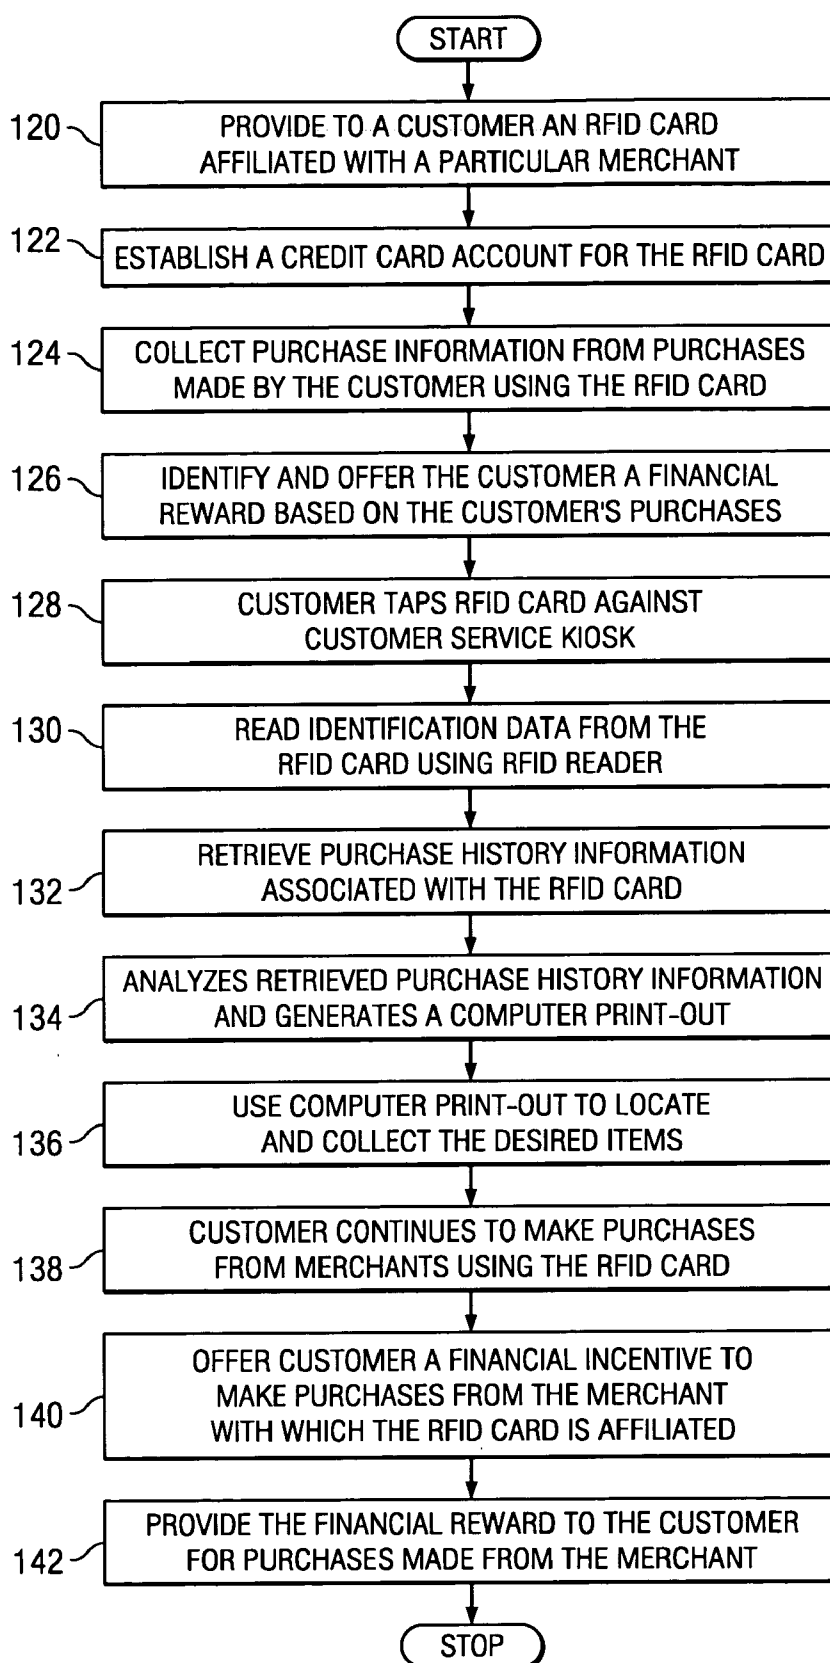 START
120
PROVIDE TO A CUSTOMER AN RFID CARD
AFFILIATED WITH A PARTICULAR MERCHANT
122
ESTABLISH A CREDIT CARD ACCOUNT FOR THE RFID CARD
124
COLLECT PURCHASE INFORMATION FROM PURCHASES
MADE BY THE CUSTOMER USING THE RFID CARD
126
IDENTIFY AND OFFER THE CUSTOMER A FINANCIAL
REWARD BASED ON THE CUSTOMER'S PURCHASES
128
CUSTOMER TAPS RFID CARD AGAINST
CUSTOMER SERVICE KIOSK
130
READ IDENTIFICATION DATA FROM THE
RFID CARD USING RFID READER
132
RETRIEVE PURCHASE HISTORY INFORMATION
ASSOCIATED WITH THE RFID CARD
134
ANALYZES RETRIEVED PURCHASE HISTORY INFORMATION
AND GENERATES A COMPUTER PRINT-OUT
136
USE COMPUTER PRINT-OUT TO LOCATE
AND COLLECT THE DESIRED ITEMS
138
CUSTOMER CONTINUES TO MAKE PURCHASES
FROM MERCHANTS USING THE RFID CARD
140
OFFER CUSTOMER A FINANCIAL INCENTIVE TO
MAKE PURCHASES FROM THE MERCHANT
WITH WHICH THE RFID CARD IS AFFILIATED
142
PROVIDE THE FINANCIAL REWARD TO THE CUSTOMER
FOR PURCHASES MADE FROM THE MERCHANT
STOP